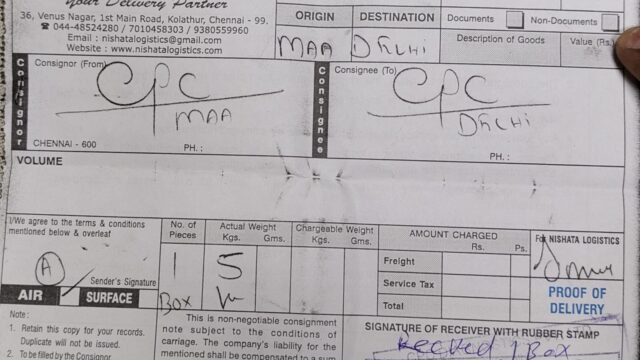 Your Delivery Partner
36, Venus Nagar, 1st Main Road, Kolathur, Chennai - 99.
☎ 044-48524280 / 7010458303 / 9380559960
Email : nishatalogistics@gmail.com
Website : www.nishatalogistics.com
ORIGIN DESTINATION
MAA DELHI
Documents Non-Documents
Description of Goods Value (Rs.)
Consignor Consignor (From)
CPC
MAA
CHENNAI - 600 PH. :
Consignee Consignee (To)
CPC
DELHI
PH. :
VOLUME
I/We agree to the terms & conditions
mentioned below & overleaf
A
Sender's Signature
AIR SURFACE
No. of Pieces
1
BOX
Actual Weight
Kgs. Gms.
5
Chargeable Weight
Kgs. Gms.
AMOUNT CHARGED
Rs. Ps.
Freight
Service Tax
Total
For NISHATA LOGISTICS
PROOF OF
DELIVERY
Note :
1. Retain this copy for your records.
Duplicate will not be issued.
2. To be filled by the Consignor
This is non-negotiable consignment
note subject to the conditions of
carriage. The company's liability for
the mentioned shall be compensated to a sum
SIGNATURE OF RECEIVER WITH RUBBER STAMP
Recived 1 Box